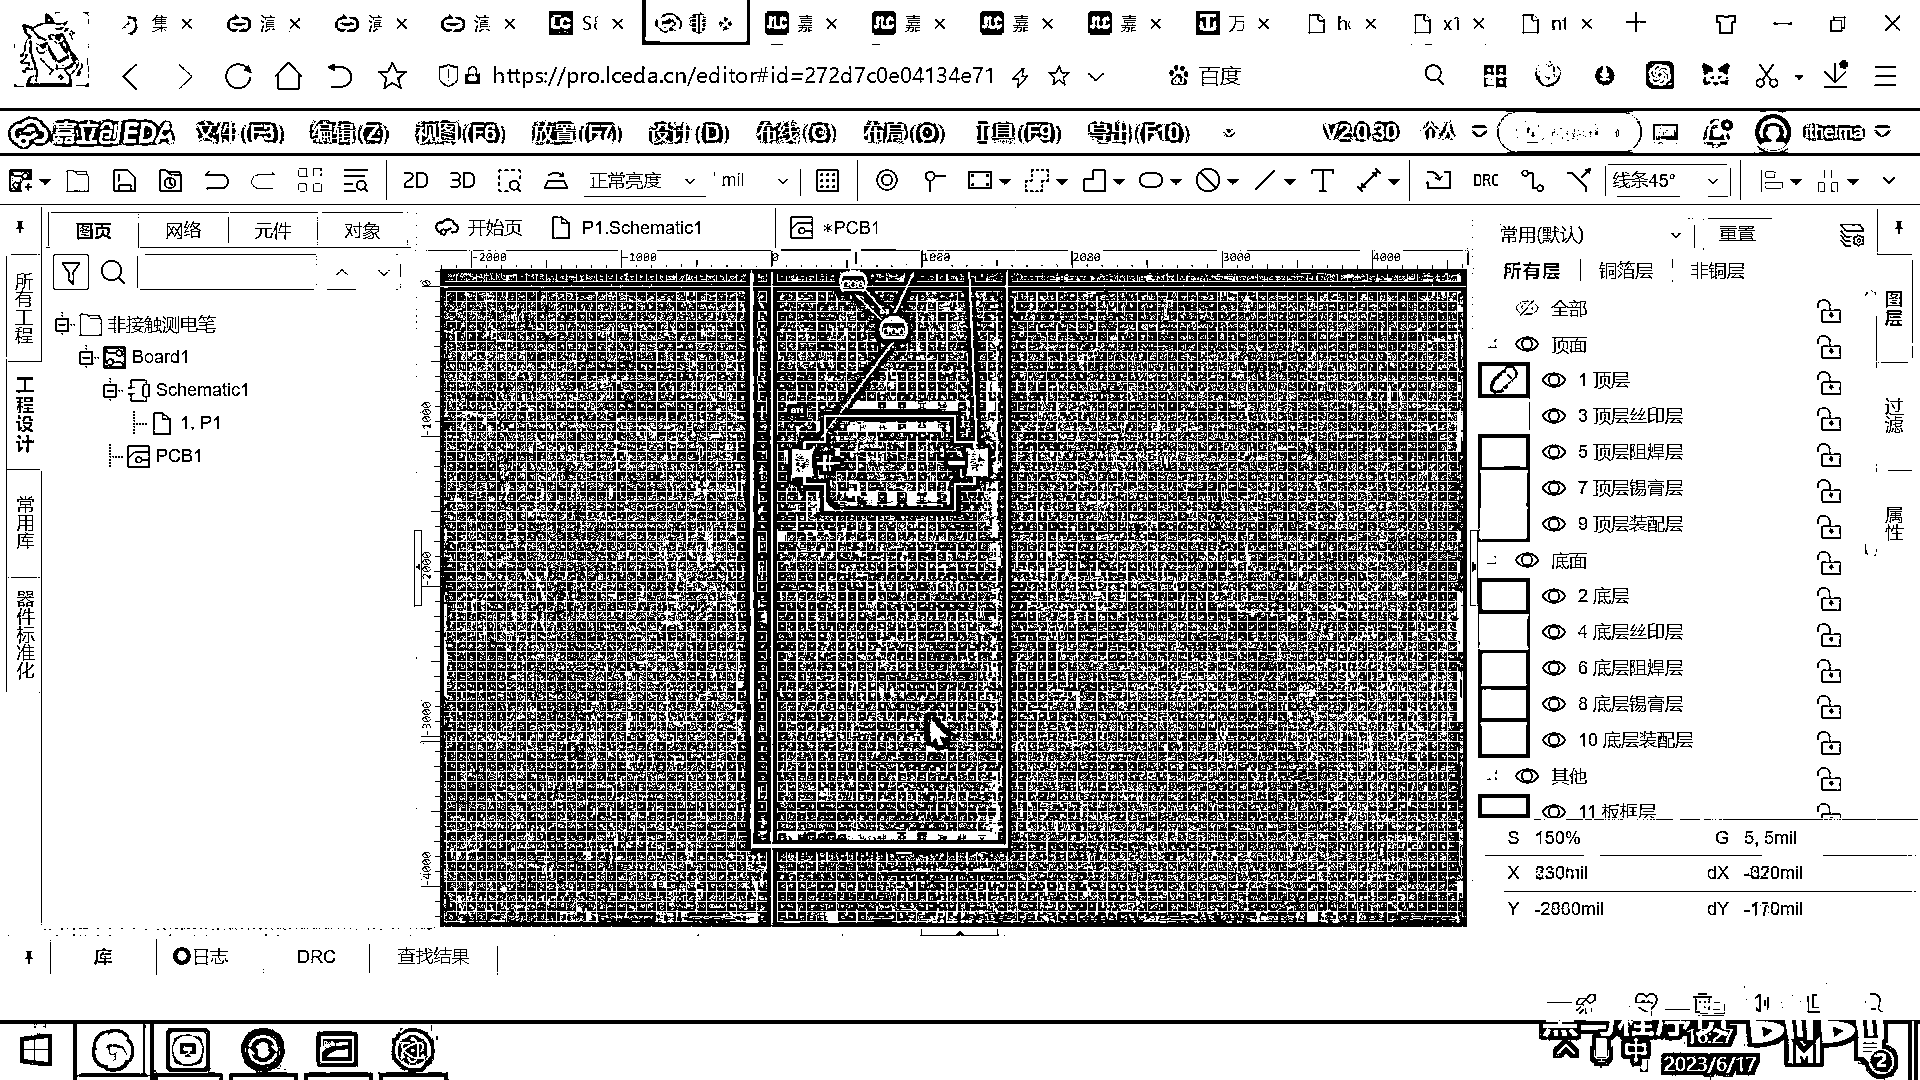 集 滇 滇 滇 嘉 嘉 嘉 嘉 万 x1 nt
https://pro.lceda.cn/editor#id=272d7c0e04134e71 百度
嘉立创EDA 文件(F3) 编辑(Z) 视图(F6) 放置(F7) 设计(D) 布线(G) 布局(O) 工具(F9) 导出(F10) V2.0.30 个人 itheima
2D 3D 正常亮度 mil DRC 线条45°
图页 网络 元件 对象
开始页 P1.Schematic1 *PCB1
常用(默认) 重置
-2000 -1000 0 1000 2000 3000 4000
所有层 铜箔层 非铜层
所有工程
工程设计
常用库
器件标准化
非接触测电笔
Board1
Schematic1
1. P1
PCB1
0
-1000
-2000
-3000
-4000
全部
顶面
1 顶层
3 顶层丝印层
5 顶层阻焊层
7 顶层锡膏层
9 顶层装配层
底面
2 底层
4 底层丝印层
6 底层阻焊层
8 底层锡膏层
10 底层装配层
其他
11 板框层
图层
过滤
属性
S 150% G 5, 5mil
X 830mil dX -820mil
Y -2860mil dY -170mil
库 日志 DRC 查找结果
黑马程序员
中 16:27
2023/6/17 2